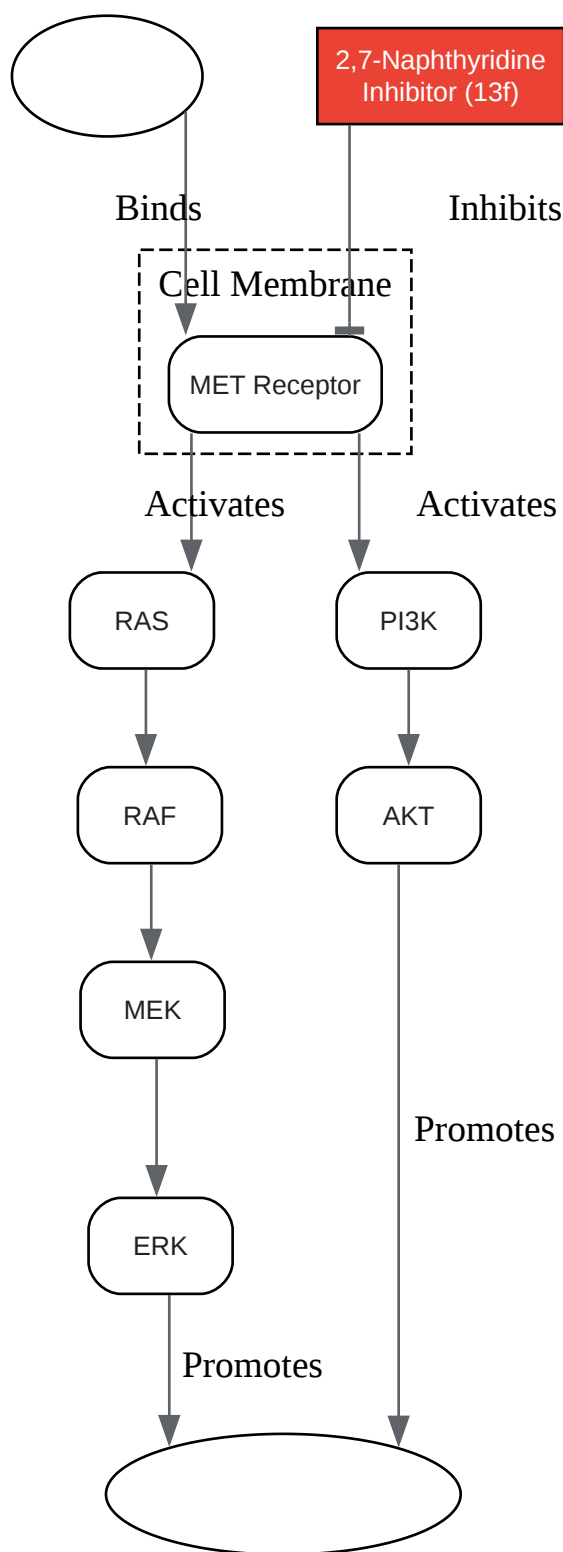 2,7-Naphthyridine
Inhibitor (13f)
Binds
Inhibits
Cell Membrane
MET Receptor
Activates
Activates
RAS
PI3K
RAF
AKT
MEK
Promotes
ERK
Promotes